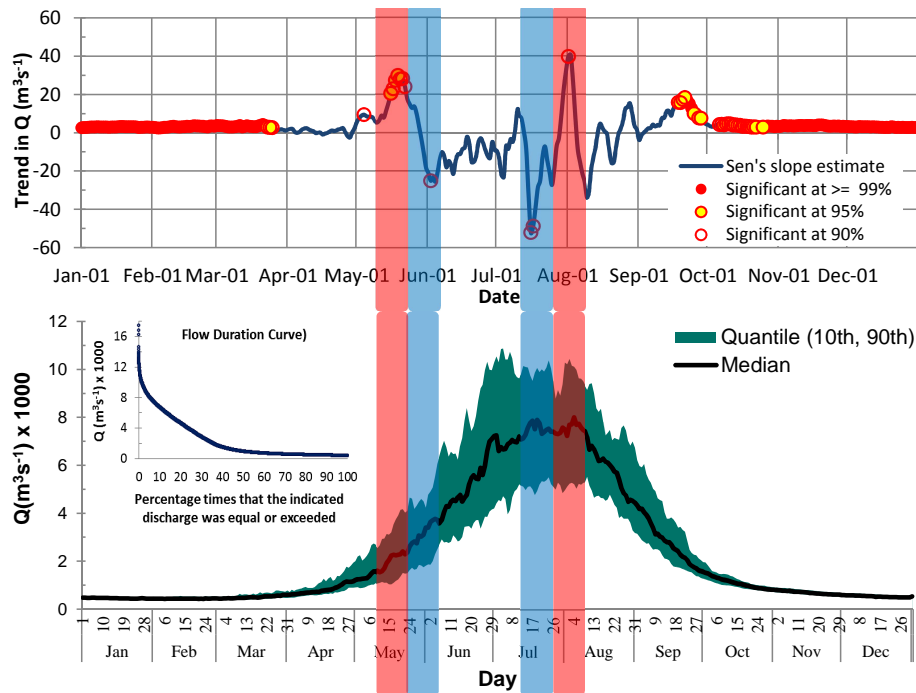 60
40
20
0
-20
-40
-60
Trend in Q (m³s⁻¹)
Sen's slope estimate
Significant at >= 99%
Significant at 95%
Significant at 90%
Jan-01 Feb-01 Mar-01 Apr-01 May-01 Jun-01 Jul-01 Aug-01 Sep-01 Oct-01 Nov-01 Dec-01
Date
12
10
8
6
4
2
0
Q(m³s⁻¹) x 1000
Quantile (10th, 90th)
Median
Flow Duration Curve)
16
12
8
4
0
Q (m³s⁻¹) x 1000
0 10 20 30 40 50 60 70 80 90 100
Percentage times that the indicated
discharge was equal or exceeded
1 10 19 28 6 15 24 4 13 22 31 9 18 27 6 15 24 2 11 20 29 8 17 26 4 13 22 31 9 18 27 6 15 24 2 11 20 29 8 17 26
Jan Feb Mar Apr May Jun Jul Aug Sep Oct Nov Dec
Day